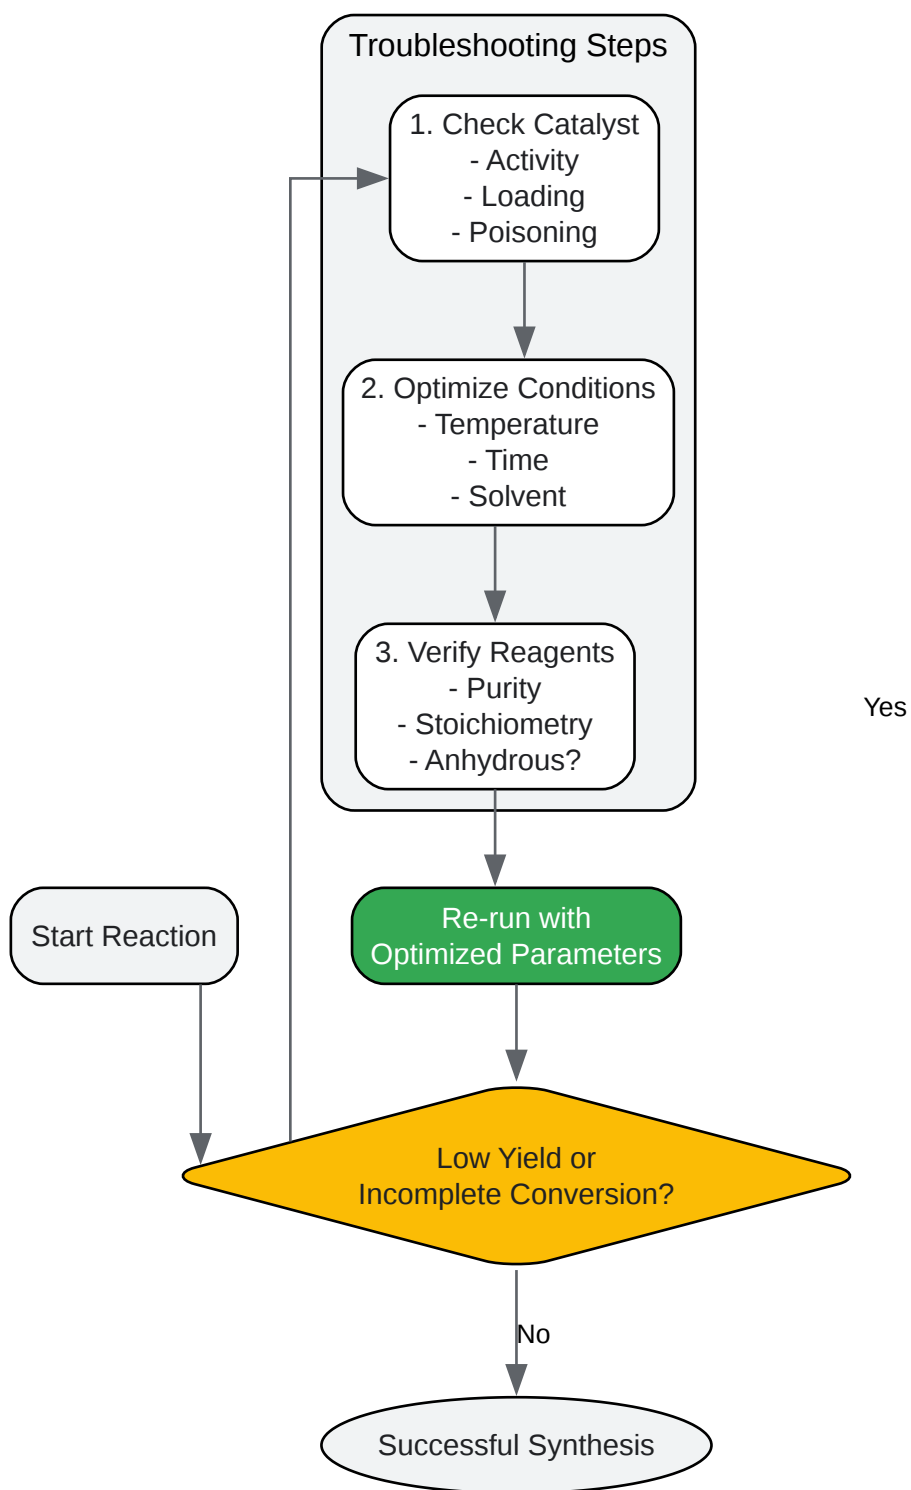 Troubleshooting Steps
1. Check Catalyst
- Activity
- Loading
- Poisoning
2. Optimize Conditions
- Temperature
- Time
- Solvent
3. Verify Reagents
- Purity
- Stoichiometry
- Anhydrous?
Yes
Start Reaction
Re-run with
Optimized Parameters
Low Yield or
Incomplete Conversion?
No
Successful Synthesis